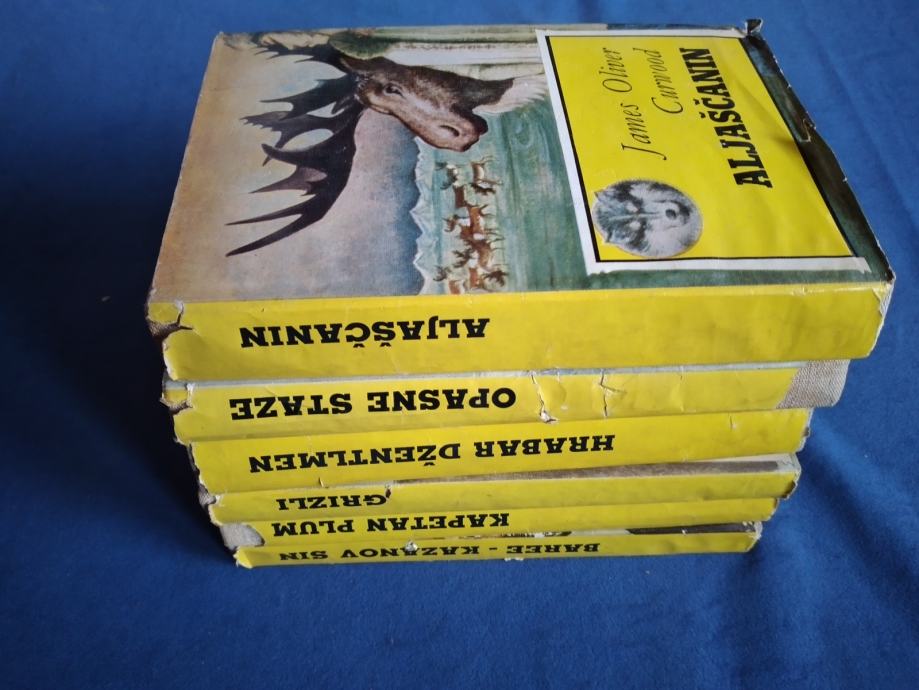 James Oliver
Curwood
ALJAŠČANIN
ALJAŠČANIN
OPASNE STAZE
HRABAR DŽENTLMEN
GRIZLI
KAPETAN PLUM
BAREE - KAZANOV SIN